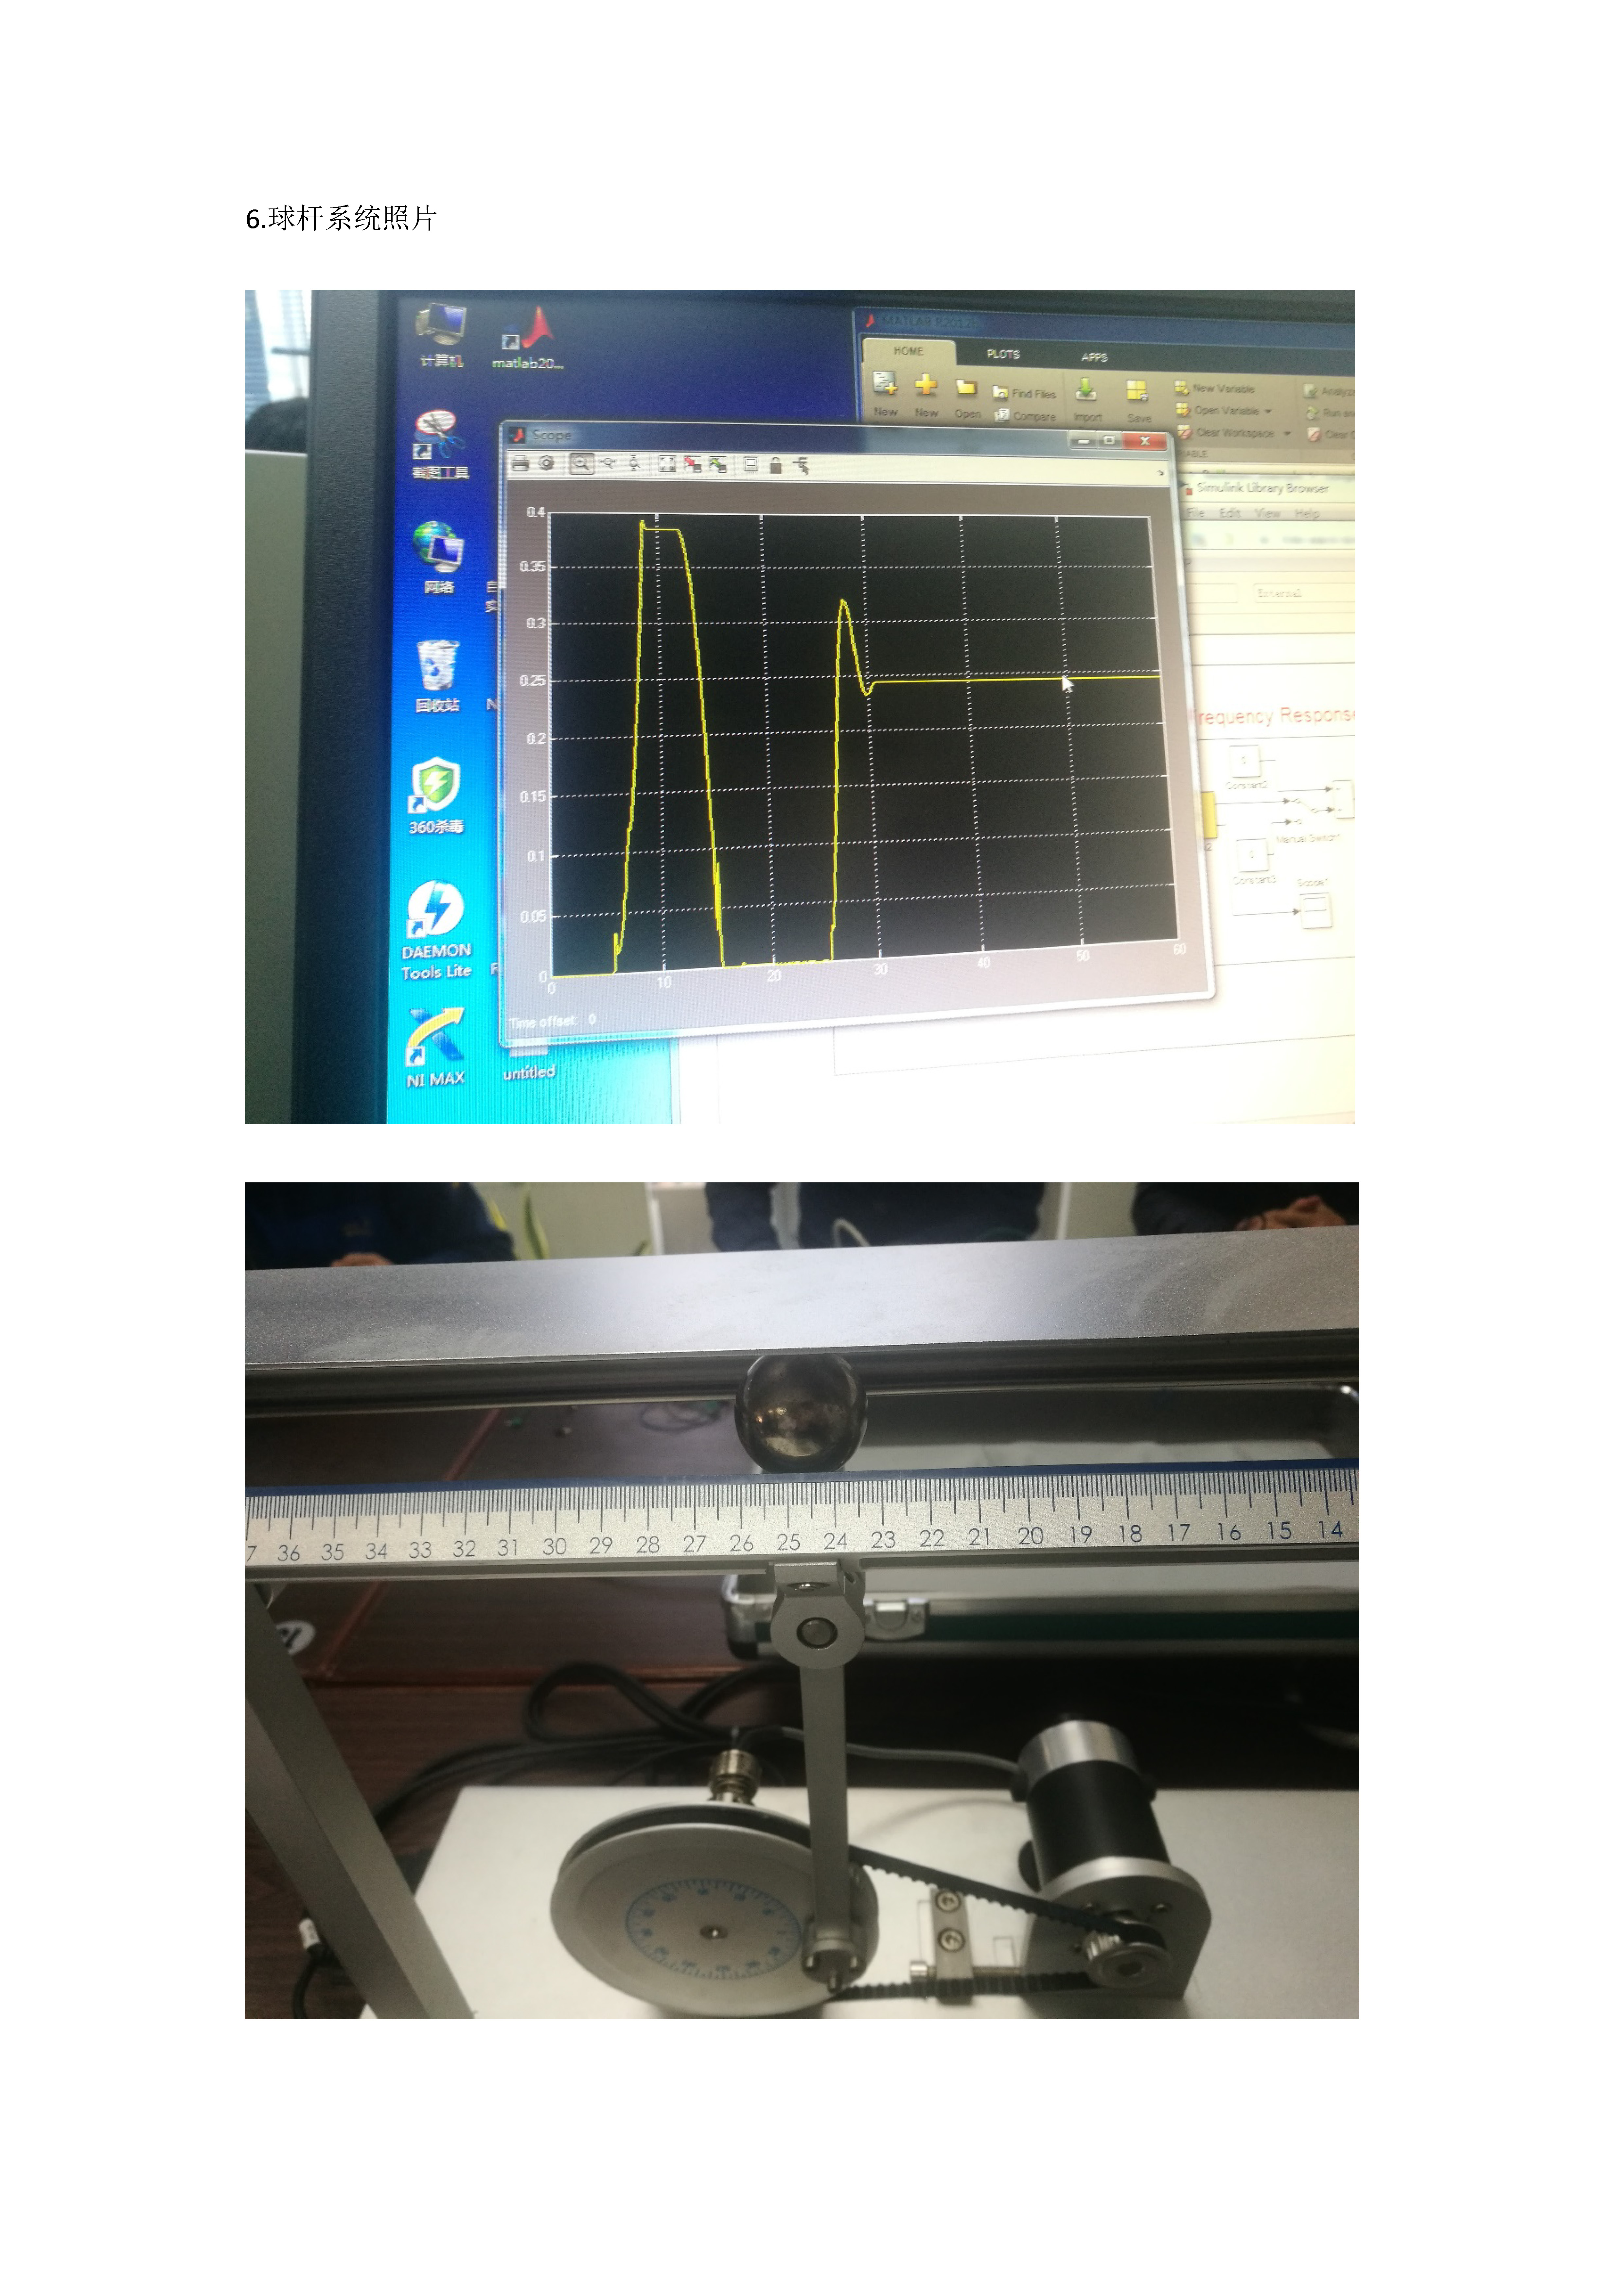 6.球杆系统照片
计算机
matlab20...
HOME
PLOTS
APPS
New
New
Open
Find Files
Compare
Import
Save
New Variable
Open Variable
Clear Workspace
Scope
截图工具
Simulink Library Browser
File Edit View Help
网络
External
回收站
requency Respons
360杀毒
Constant2
Manual Switch1
Constant3
DAEMON
Tools Lite
NI MAX
untitled
0.4
0.35
0.3
0.25
0.2
0.15
0.1
0.05
0
0 10 20 30 40 50 60
Time offset: 0
7 36 35 34 33 32 31 30 29 28 27 26 25 24 23 22 21 20 19 18 17 16 15 14